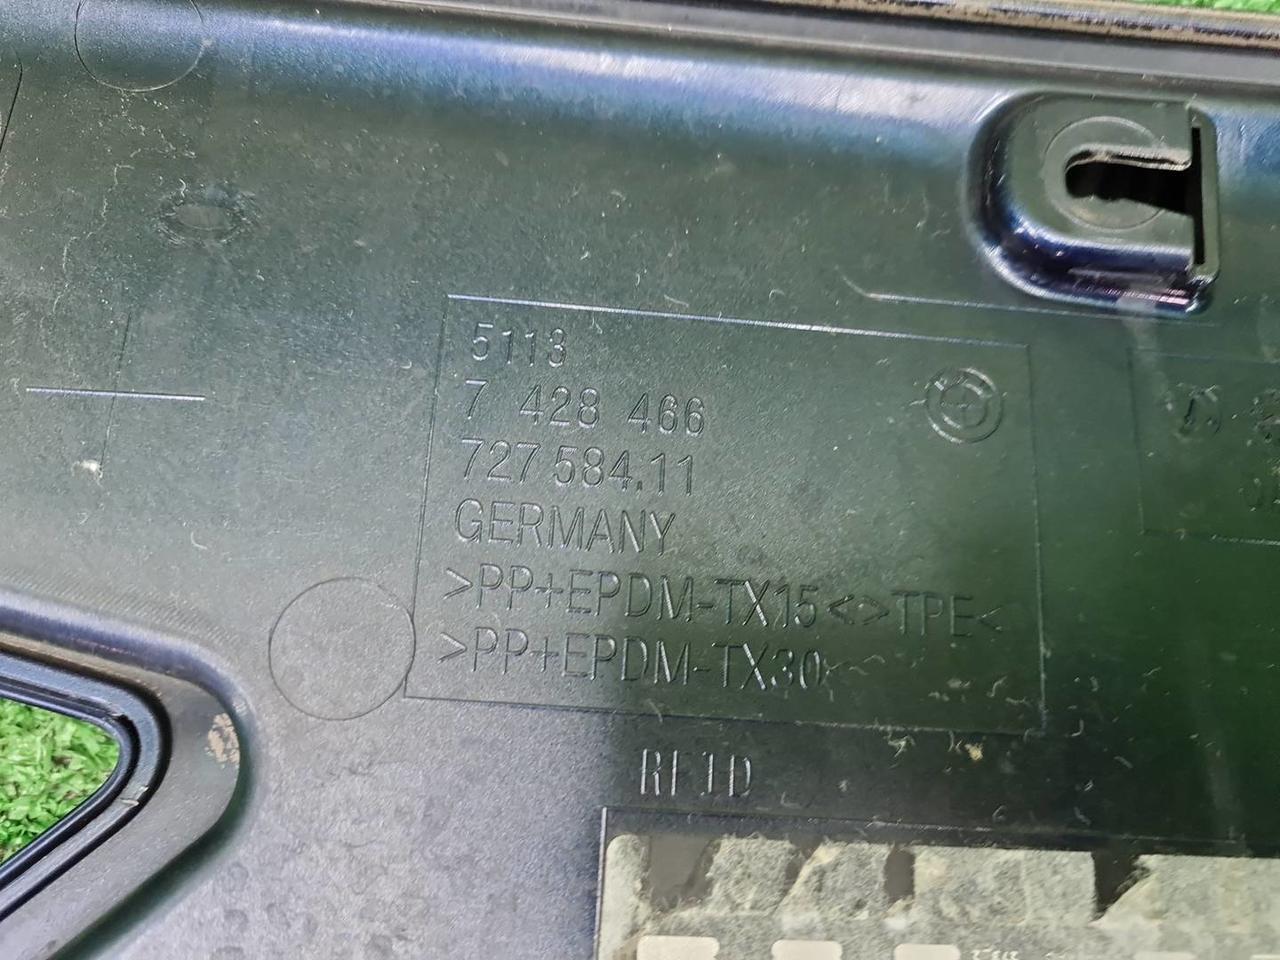 5113
7 428 466
727 584.11
GERMANY
>PP+EPDM-TX15<>TPE<
>PP+EPDM-TX30<
RFID